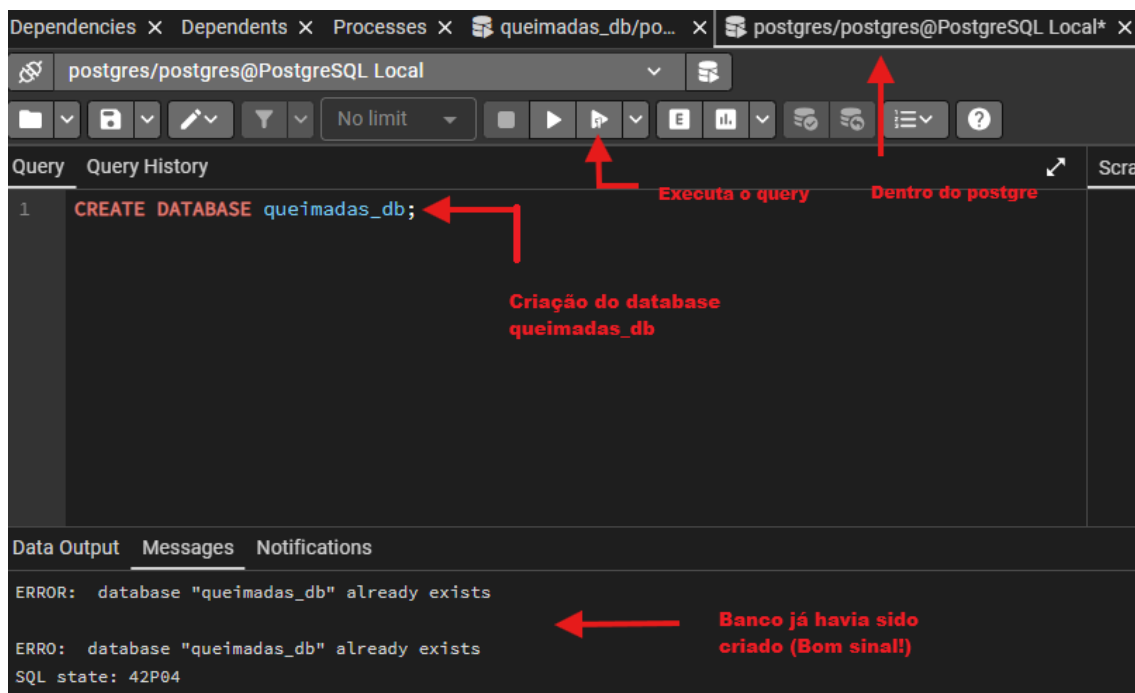 Dependencies Dependents Processes queimadas_db/po... postgres/postgres@PostgreSQL Local*
postgres/postgres@PostgreSQL Local
No limit E
Query Query History Scra
Executa o query Dentro do postgre
1 CREATE DATABASE queimadas_db;
Criação do database
queimadas_db
Data Output Messages Notifications
ERROR: database "queimadas_db" already exists
Banco já havia sido
criado (Bom sinal!)
ERRO: database "queimadas_db" already exists
SQL state: 42P04